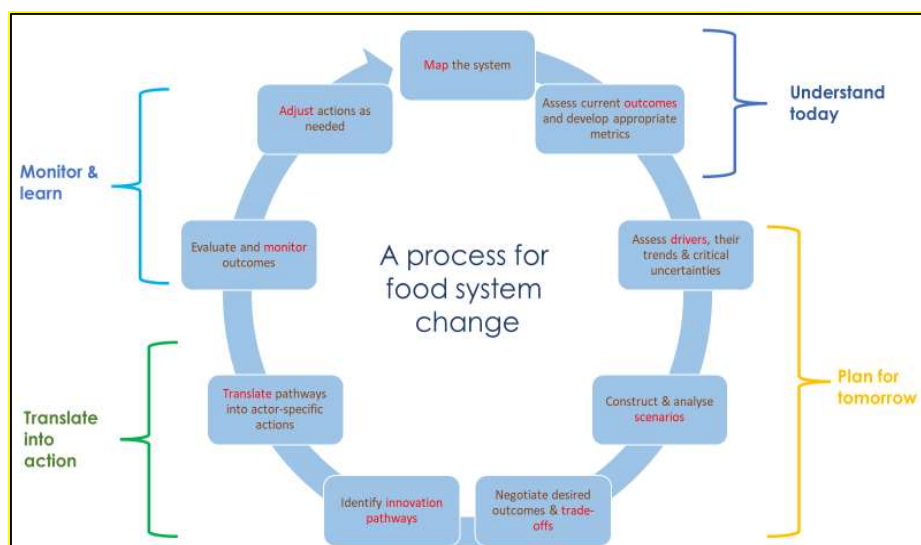 Map the system
Assess current outcomes
and develop appropriate
metrics
Understand
today
Assess drivers, their
trends & critical
uncertainties
Construct & analyse
scenarios
Plan for
tomorrow
Negotiate desired
outcomes & trade-
offs
Identify innovation
pathways
Translate pathways
into actor-specific
actions
Translate
into
action
Evaluate and monitor
outcomes
Adjust actions as
needed
Monitor &
learn
A process for
food system
change